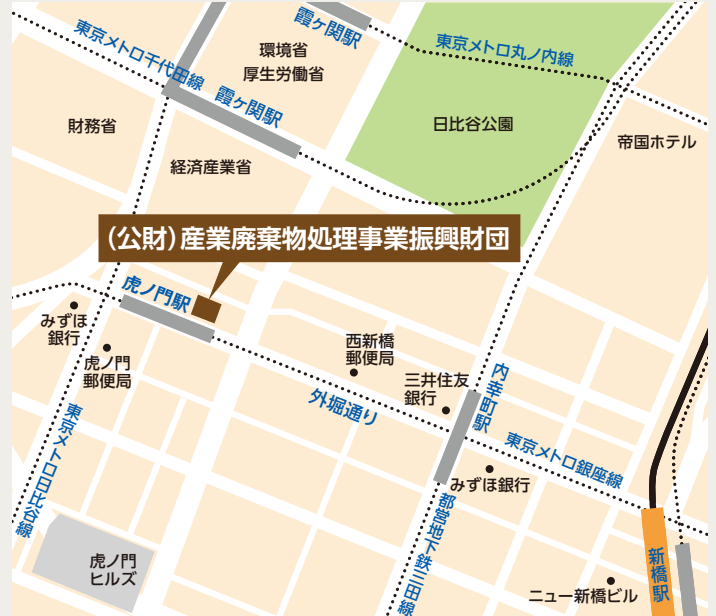 霞ヶ関駅
東京メトロ千代田線
環境省
厚生労働省
東京メトロ丸ノ内線
霞ヶ関駅
財務省
日比谷公園
帝国ホテル
経済産業省
(公財)産業廃棄物処理事業振興財団
虎ノ門駅
みずほ
銀行
虎ノ門
郵便局
西新橋
郵便局
三井住友
銀行
内幸町駅
外堀通り
東京メトロ日比谷線
東京メトロ銀座線
みずほ銀行
都営地下鉄三田線
虎ノ門
ヒルズ
新橋駅
ニュー新橋ビル